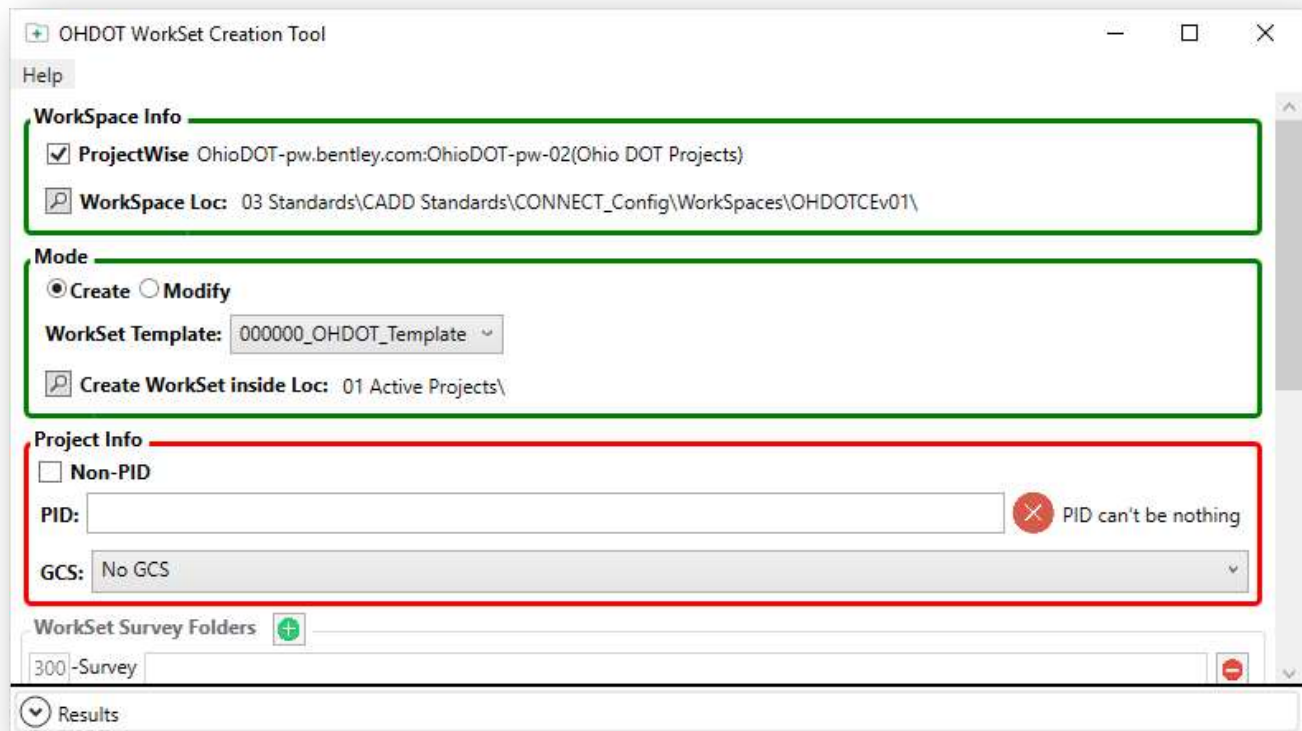 OHDOT WorkSet Creation Tool
Help
WorkSpace Info
ProjectWise OhioDOT-pw.bentley.com:OhioDOT-pw-02(Ohio DOT Projects)
WorkSpace Loc: 03 Standards\CADD Standards\CONNECT_Config\WorkSpaces\OHDOTCEv01\
Mode
Create Modify
WorkSet Template: 000000_OHDOT_Template
Create WorkSet inside Loc: 01 Active Projects\
Project Info
Non-PID
PID: PID can't be nothing
GCS: No GCS
WorkSet Survey Folders
300 -Survey
Results